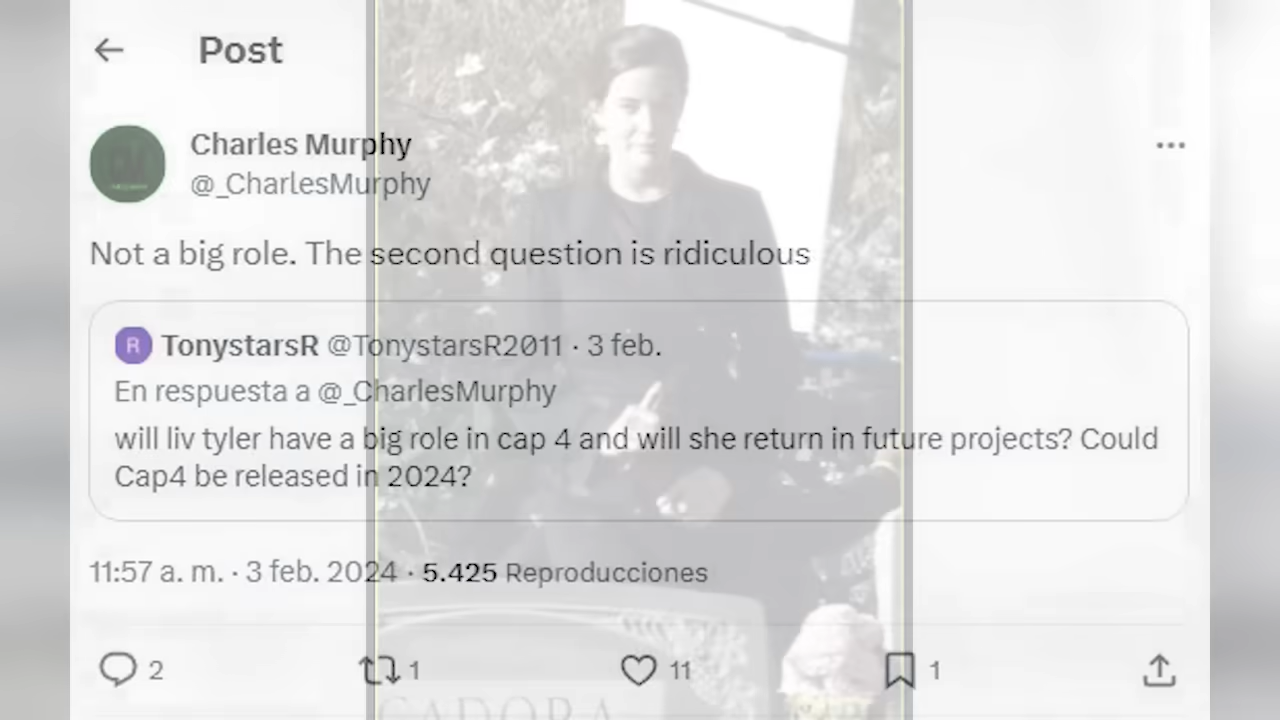 Post
Charles Murphy
@_CharlesMurphy
Not a big role. The second question is ridiculous
R TonystarsR @TonystarsR2011 · 3 feb.
En respuesta a @_CharlesMurphy
will liv tyler have a big role in cap 4 and will she return in future projects? Could
Cap4 be released in 2024?
11:57 a. m. · 3 feb. 2024 · 5.425 Reproducciones
2 1 11 1
CADORA